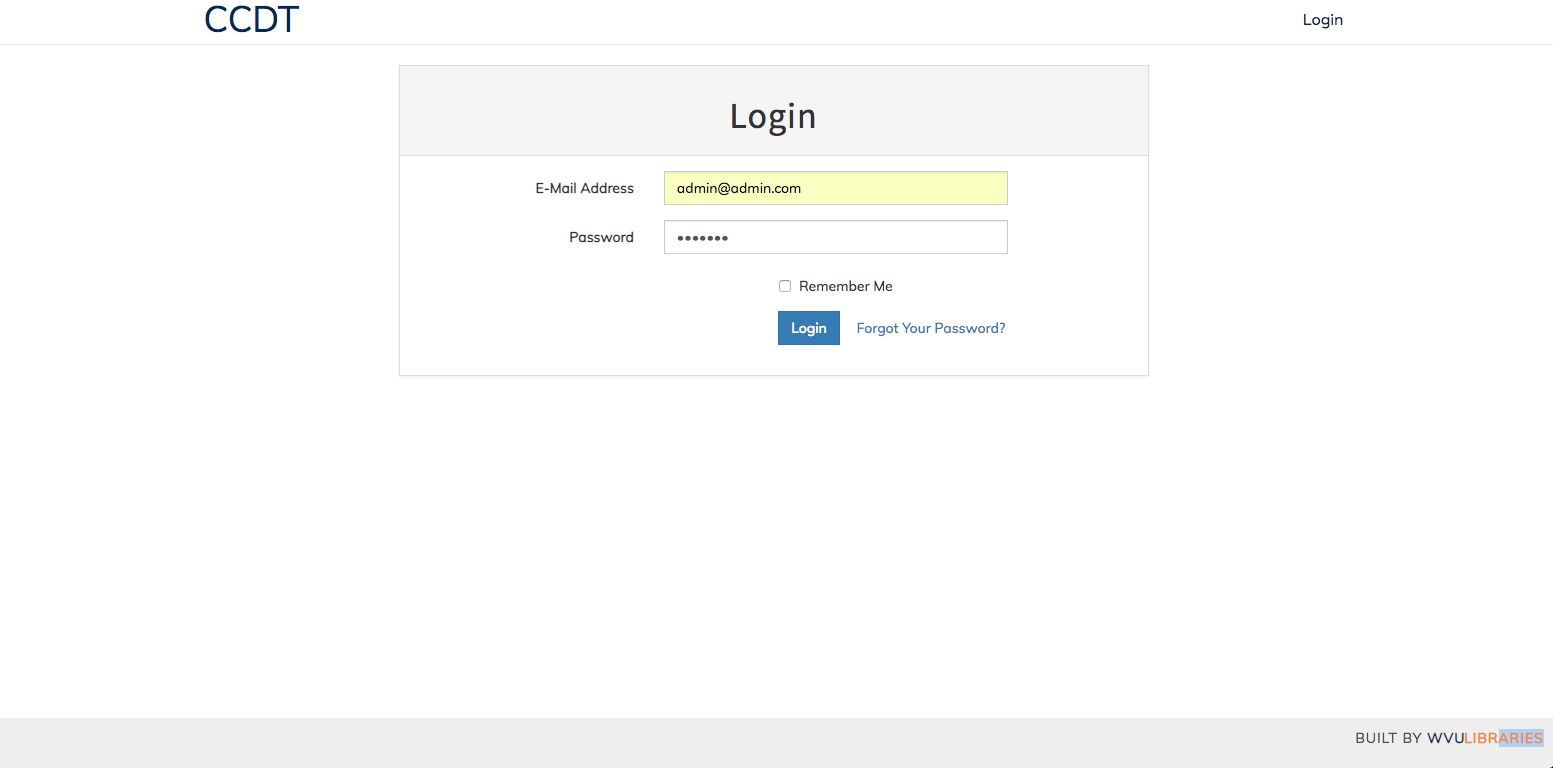 CCDT
Login
Login
E-Mail Address
admin@admin.com
Password
•••••••
Remember Me
Login
Forgot Your Password?
BUILT BY WVULIBRARIES